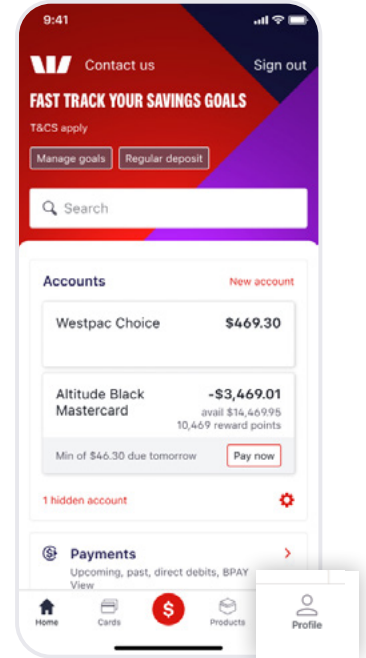 9:41
Contact us
Sign out
FAST TRACK YOUR SAVINGS GOALS
T&CS apply
Manage goals
Regular deposit
Search
Accounts
New account
Westpac Choice
$469.30
Altitude Black
Mastercard
-$3,469.01
avail $14,469.95
10,469 reward points
Min of $46.30 due tomorrow
Pay now
1 hidden account
Payments
Upcoming, past, direct debits, BPAY
View
Home
Cards
$
Products
Profile